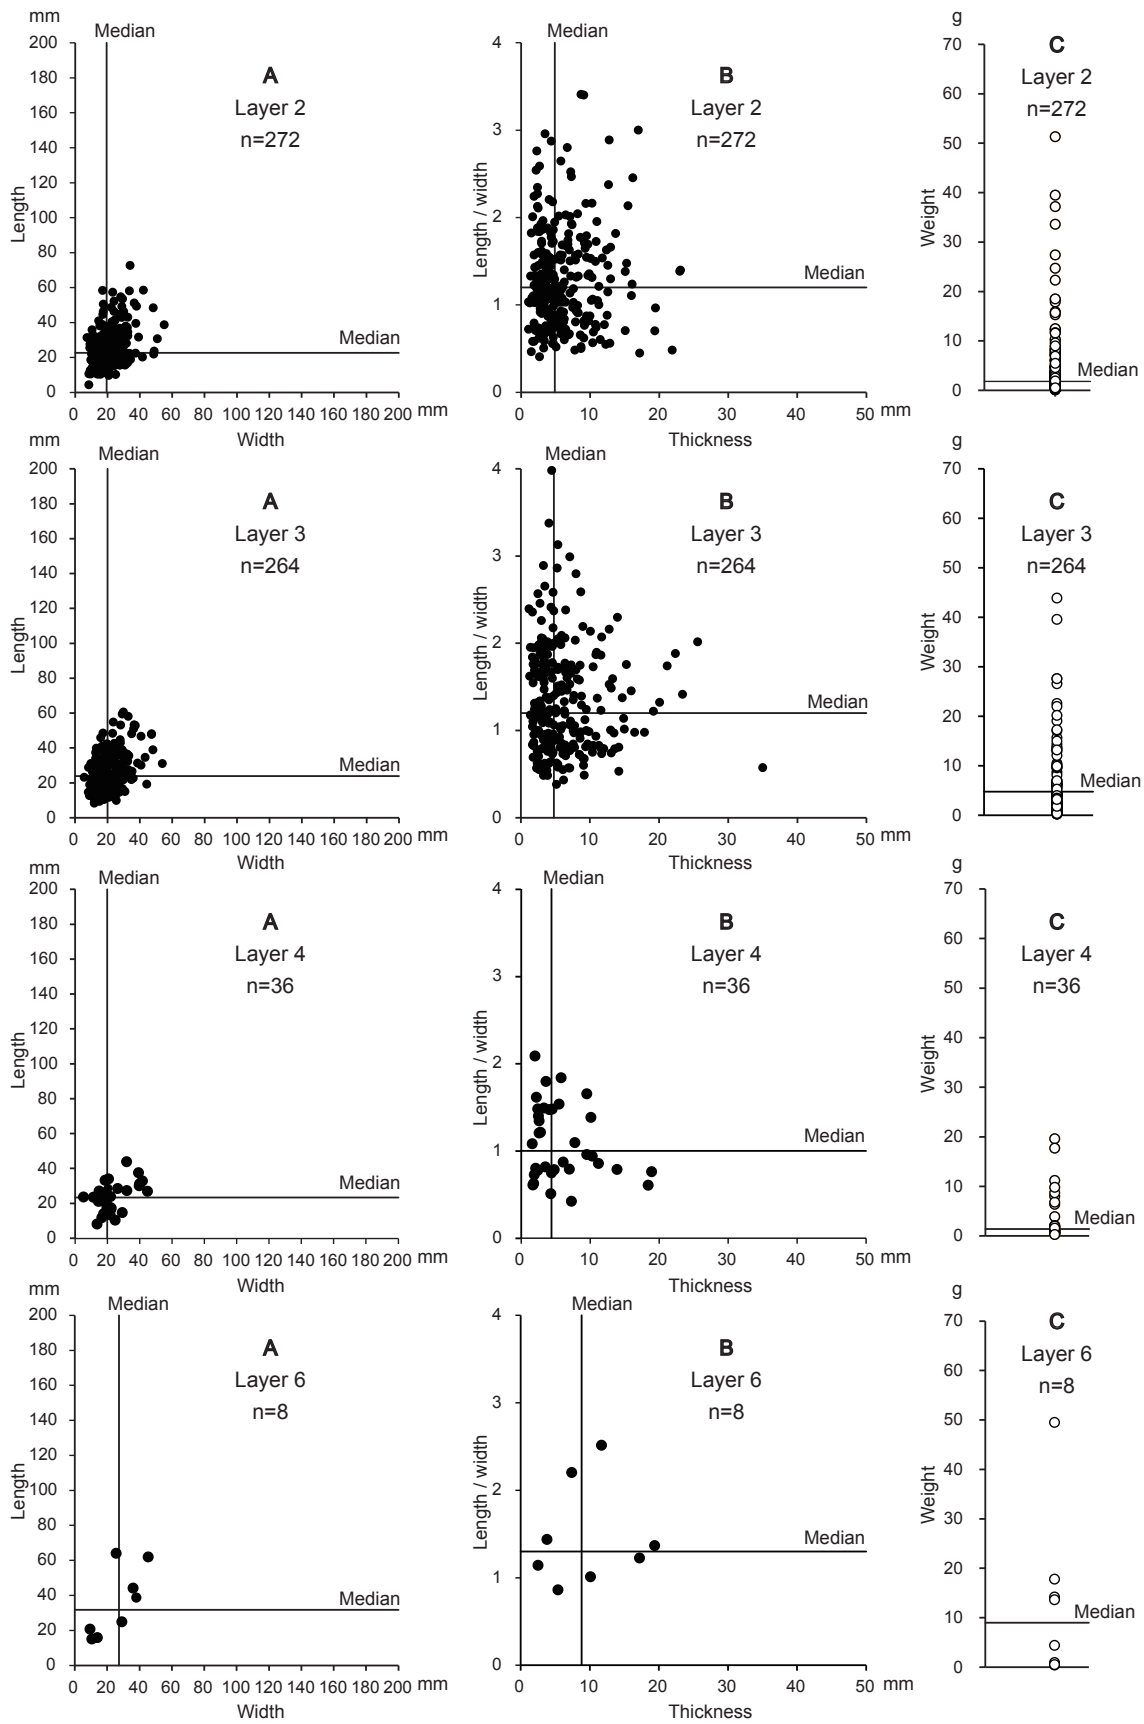 mm
Median
200
180
160
140
120
100
80
60
40
20
0
Length
A
Layer 2
n=272
Median
0 20 40 60 80 100 120 140 160 180 200 mm
Width
Median
4
3
2
1
0
Length / width
B
Layer 2
n=272
Median
0 10 20 30 40 50 mm
Thickness
g
70
60
50
40
30
20
10
0
Weight
C
Layer 2
n=272
Median
mm
Median
200
180
160
140
120
100
80
60
40
20
0
Length
A
Layer 3
n=264
Median
0 20 40 60 80 100 120 140 160 180 200 mm
Width
Median
4
3
2
1
0
Length / width
B
Layer 3
n=264
Median
0 10 20 30 40 50 mm
Thickness
g
70
60
50
40
30
20
10
0
Weight
C
Layer 3
n=264
Median
mm
Median
200
180
160
140
120
100
80
60
40
20
0
Length
A
Layer 4
n=36
Median
0 20 40 60 80 100 120 140 160 180 200 mm
Width
Median
4
3
2
1
0
Length / width
B
Layer 4
n=36
Median
0 10 20 30 40 50 mm
Thickness
g
70
60
50
40
30
20
10
0
Weight
C
Layer 4
n=36
Median
mm
Median
200
180
160
140
120
100
80
60
40
20
0
Length
A
Layer 6
n=8
Median
0 20 40 60 80 100 120 140 160 180 200 mm
Width
Median
4
3
2
1
0
Length / width
B
Layer 6
n=8
Median
0 10 20 30 40 50 mm
Thickness
g
70
60
50
40
30
20
10
0
Weight
C
Layer 6
n=8
Median